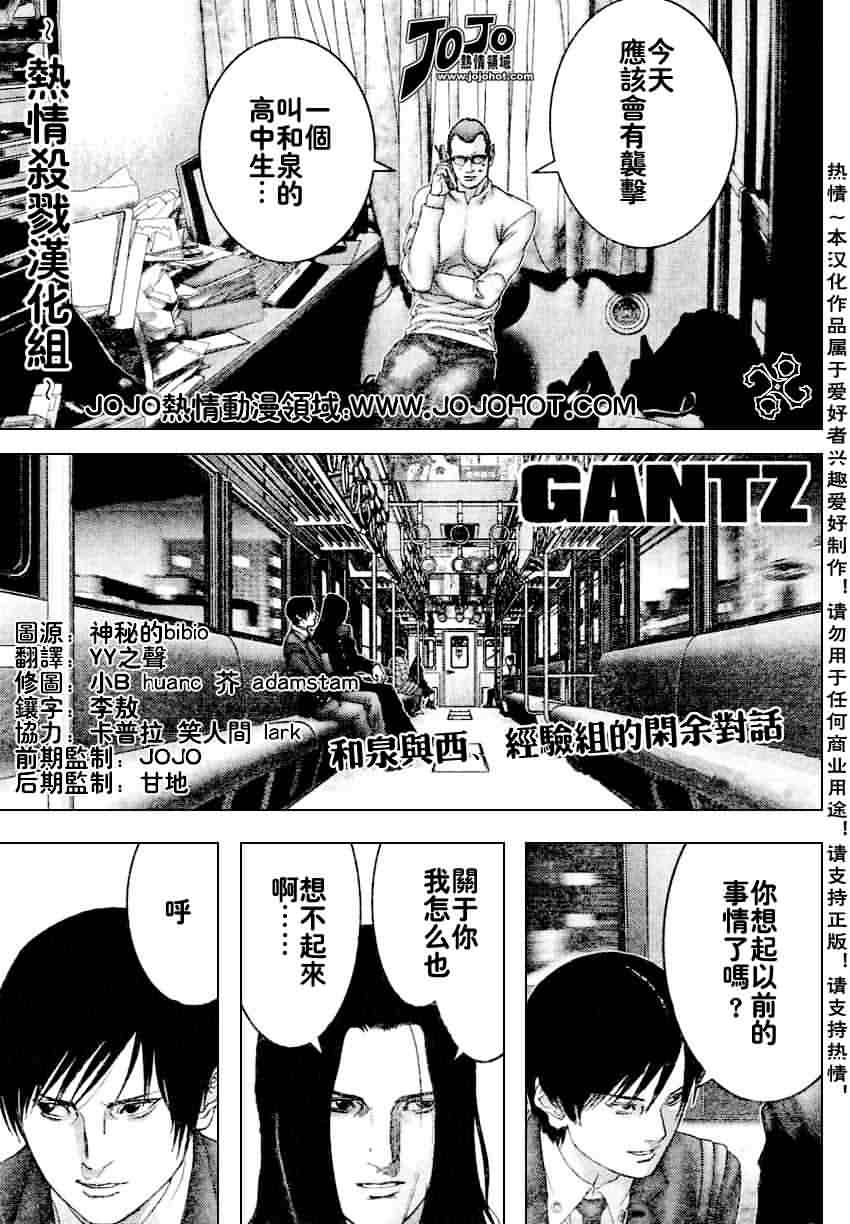 JOJO
熱情領域
www.jojohot.com
今天
應該會有襲擊
一個
叫和泉的
高中生…
~熱情殺戮漢化組~
JOJO熱情動漫領域:WWW.JOJOHOT.COM
热情~本汉化作品属于爱好者兴趣爱好制作！请勿用于任何商业用途！请支持正版！请支持热情！
GANTZ
圖源：神秘的bibio
翻譯：YY之聲
修圖：小B huanc 芥 adamstam
鑲字：李敖
協力：卡普拉 笑人間 lark
前期監制：JOJO
后期監制：甘地
和泉與西、經驗組的閑余對話
你想起以前的
事情了嗎？
關于你
我怎么也
想不起來
啊……
呼